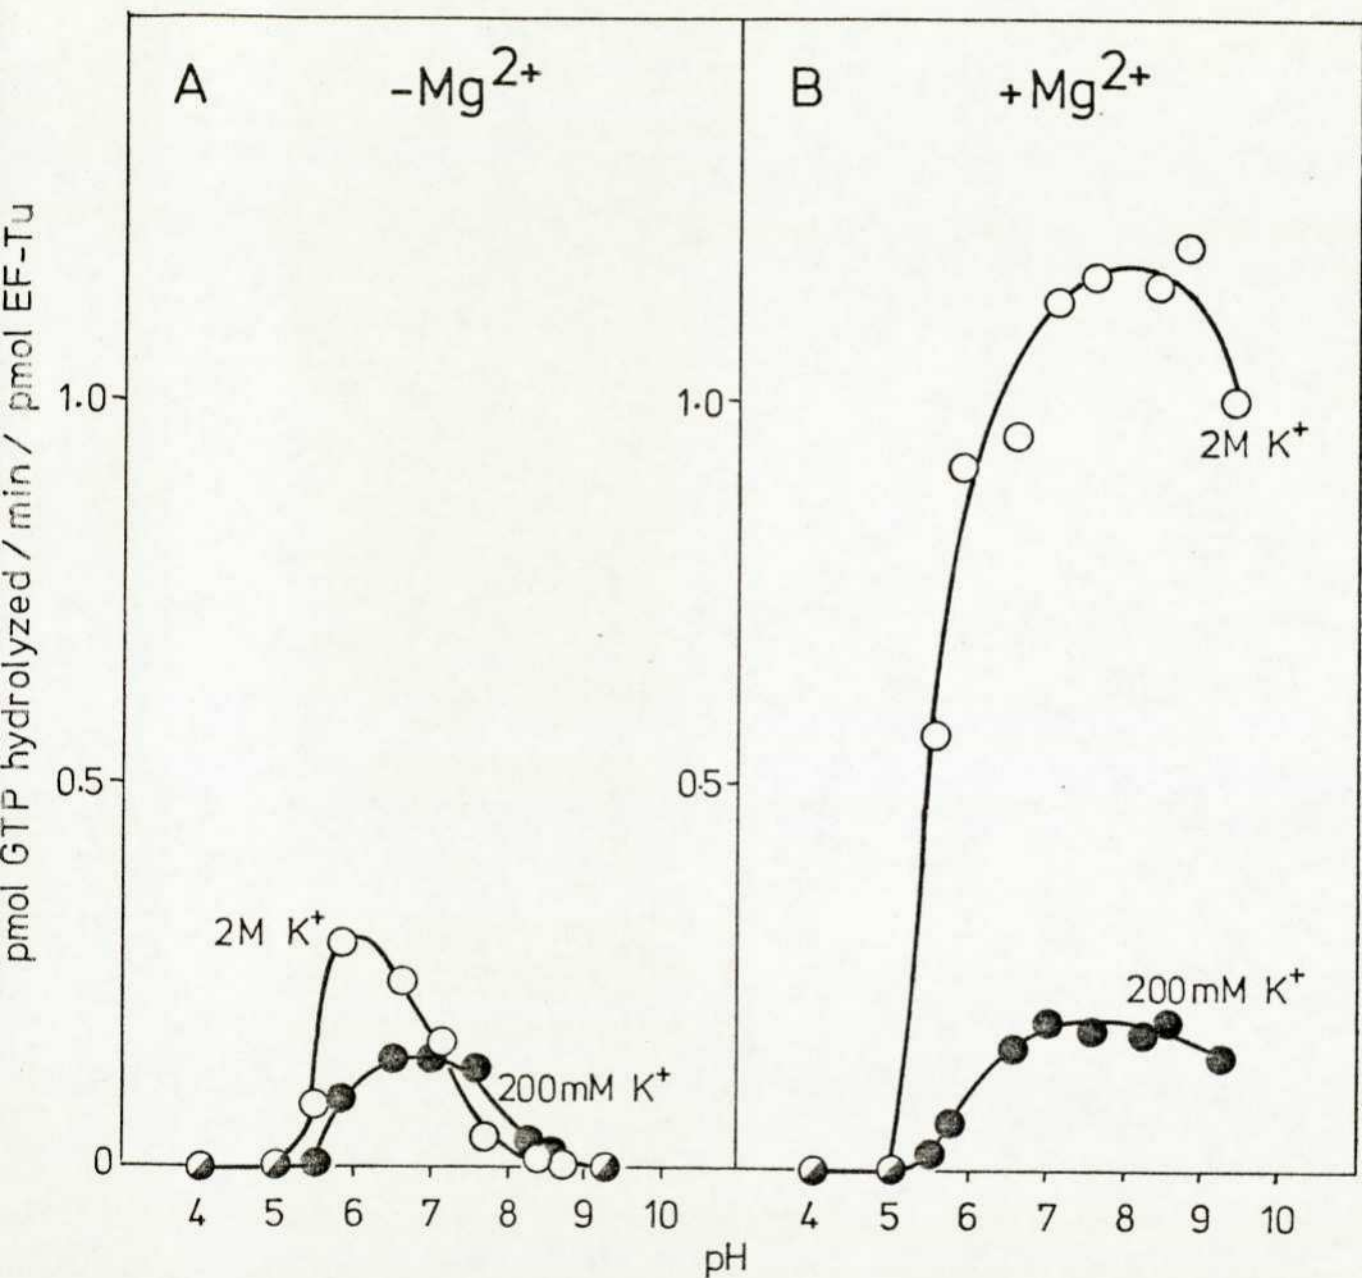 pmol GTP hydrolyzed / min / pmol EF-Tu
A
-Mg²⁺
1.0
0.5
0
2M K⁺
200mM K⁺
4 5 6 7 8 9 10
B
+Mg²⁺
1·0
0·5
2M K⁺
200mM K⁺
4 5 6 7 8 9 10
pH